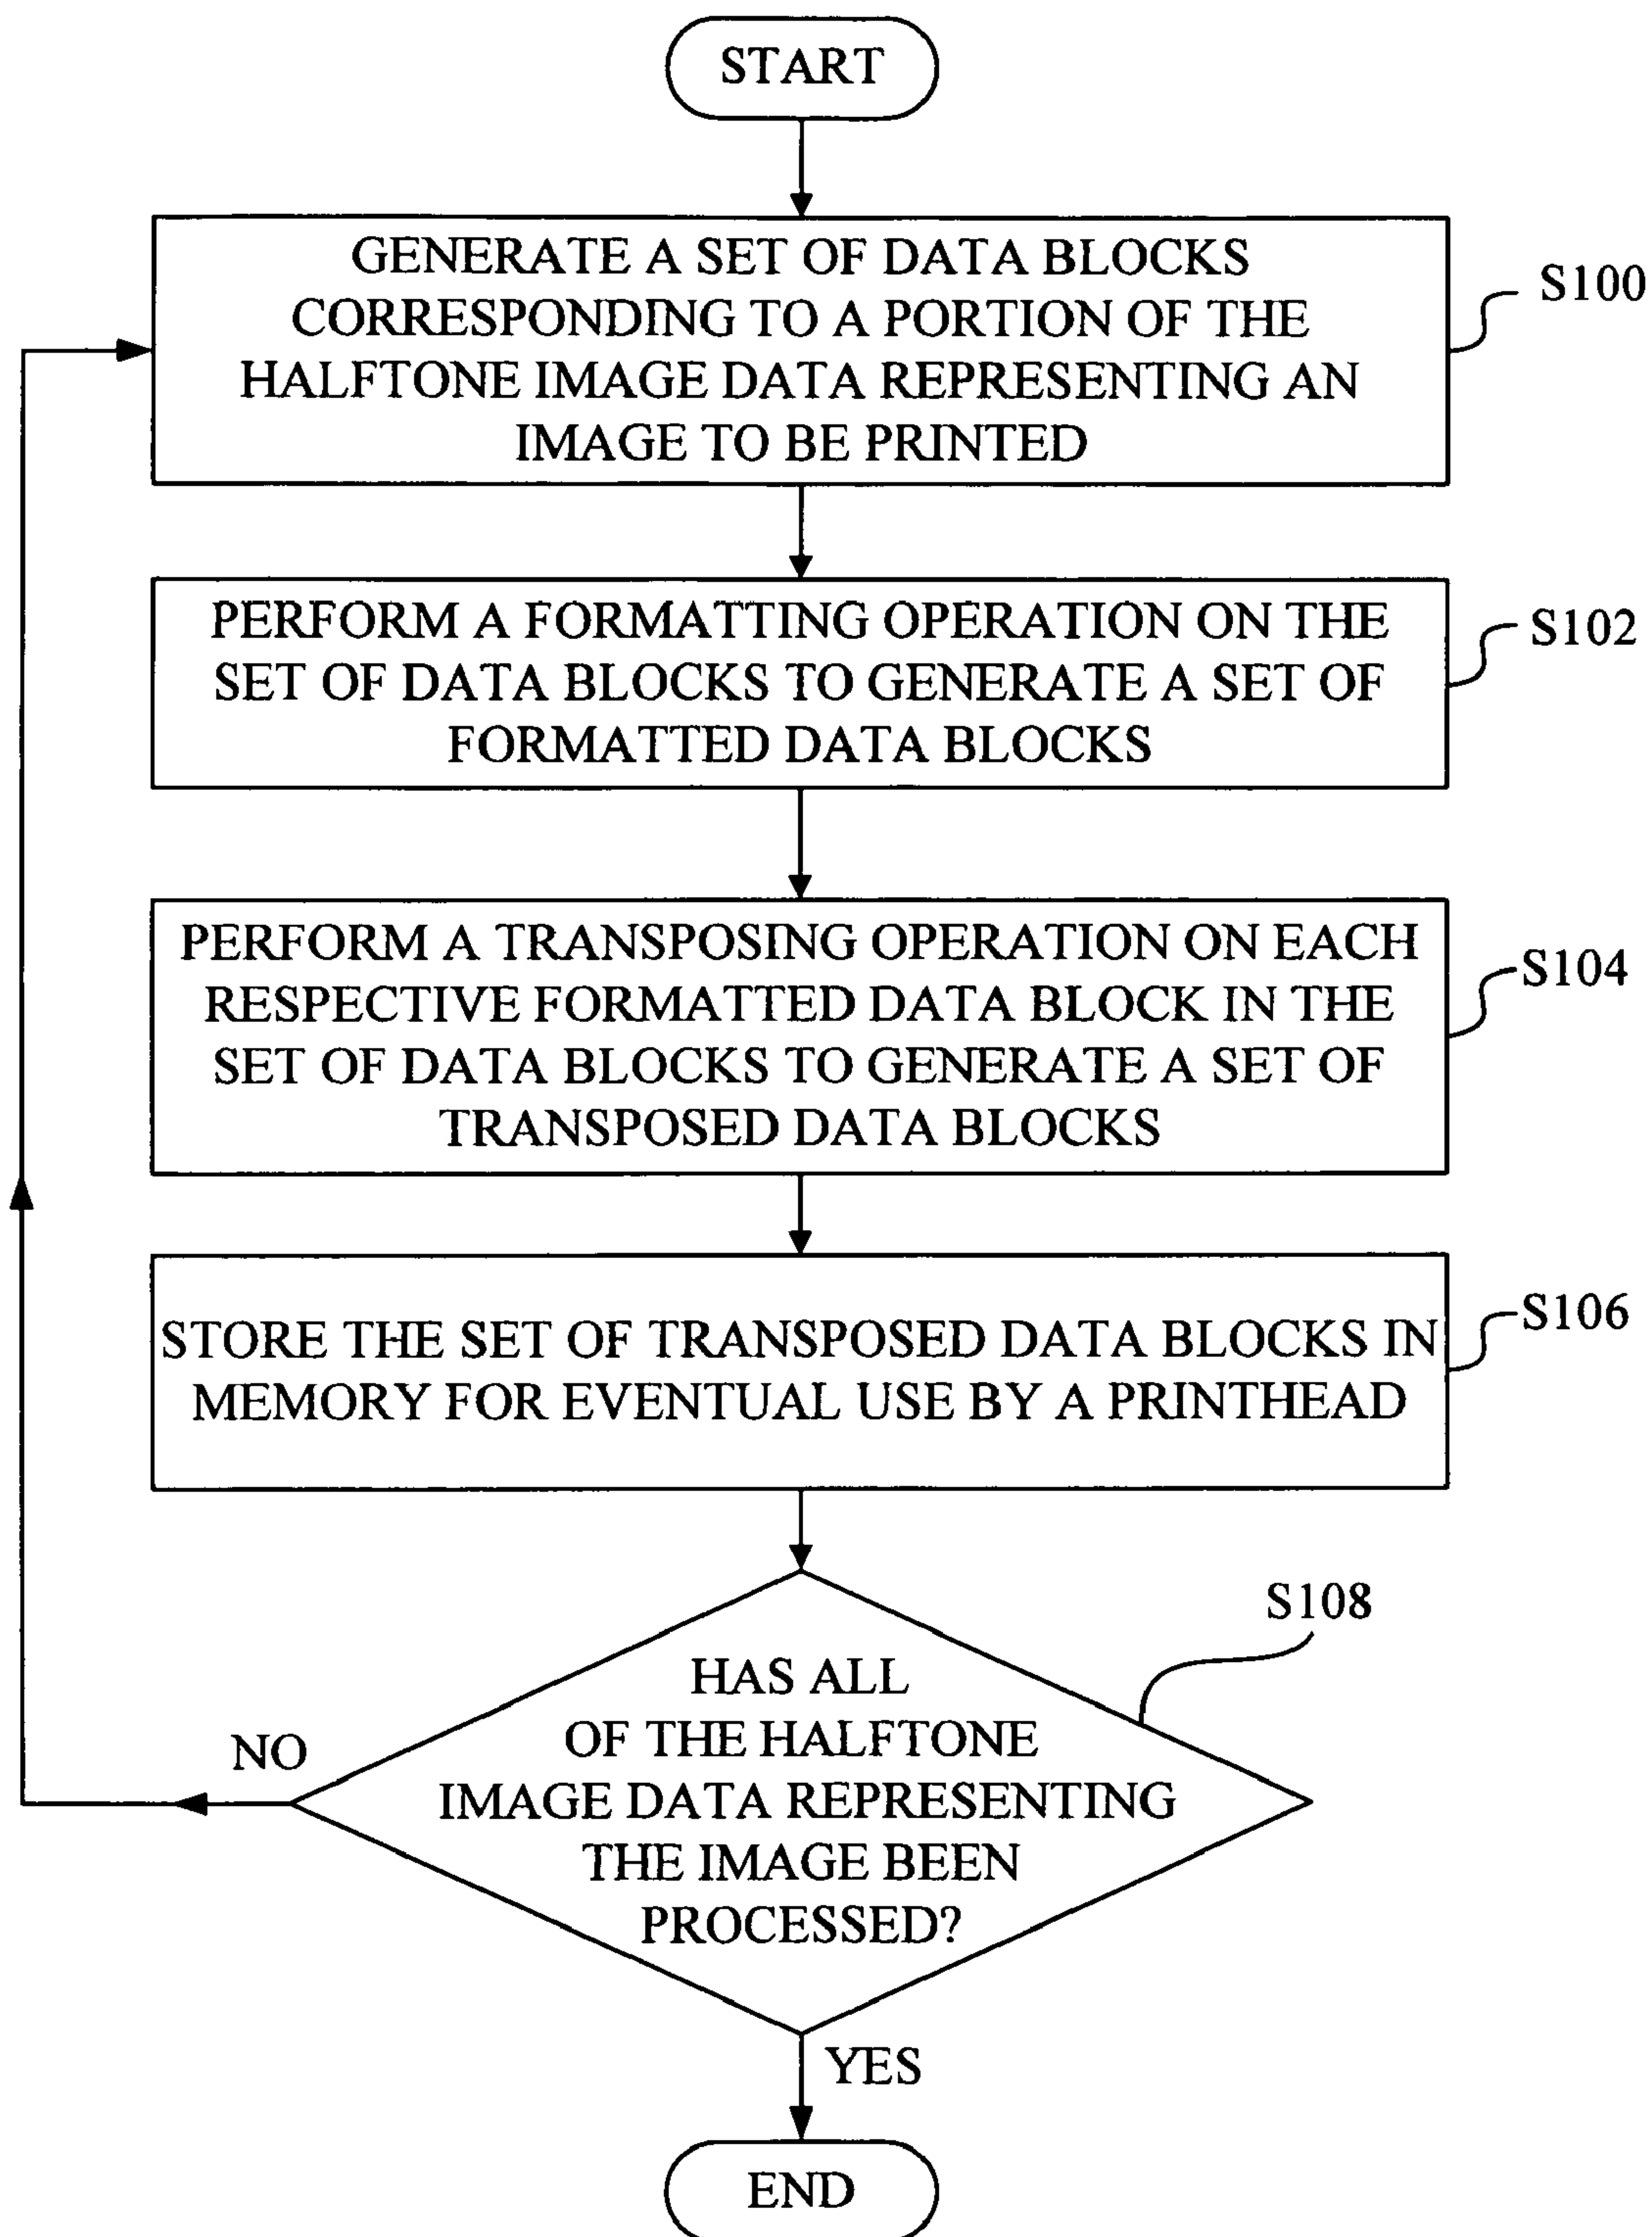 START
GENERATE A SET OF DATA BLOCKS
CORRESPONDING TO A PORTION OF THE
HALFTONE IMAGE DATA REPRESENTING AN
IMAGE TO BE PRINTED
S100
PERFORM A FORMATTING OPERATION ON THE
SET OF DATA BLOCKS TO GENERATE A SET OF
FORMATTED DATA BLOCKS
S102
PERFORM A TRANSPOSING OPERATION ON EACH
RESPECTIVE FORMATTED DATA BLOCK IN THE
SET OF DATA BLOCKS TO GENERATE A SET OF
TRANSPOSED DATA BLOCKS
S104
STORE THE SET OF TRANSPOSED DATA BLOCKS IN
MEMORY FOR EVENTUAL USE BY A PRINTHEAD
S106
S108
HAS ALL
OF THE HALFTONE
IMAGE DATA REPRESENTING
THE IMAGE BEEN
PROCESSED?
NO
YES
END